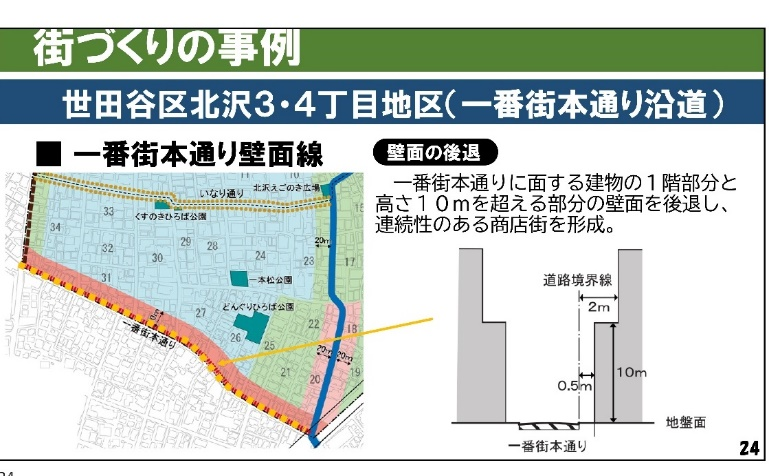 街づくりの事例
世田谷区北沢3・4丁目地区(一番街本通り沿道)
■ 一番街本通り壁面線
壁面の後退
一番街本通りに面する建物の1階部分と
高さ10mを超える部分の壁面を後退し、
連続性のある商店街を形成。
いなり通り
北沢えごのき広場
くすのきひろば公園
33
34
32
31
30
29
28
24
23
20m
17
一本松公園
どんぐりひろば公園
27
26
25
22
18
20m
20m
21
20
19
一番街本通り
道路境界線
2m
0.5m
10m
地盤面
一番街本通り
24